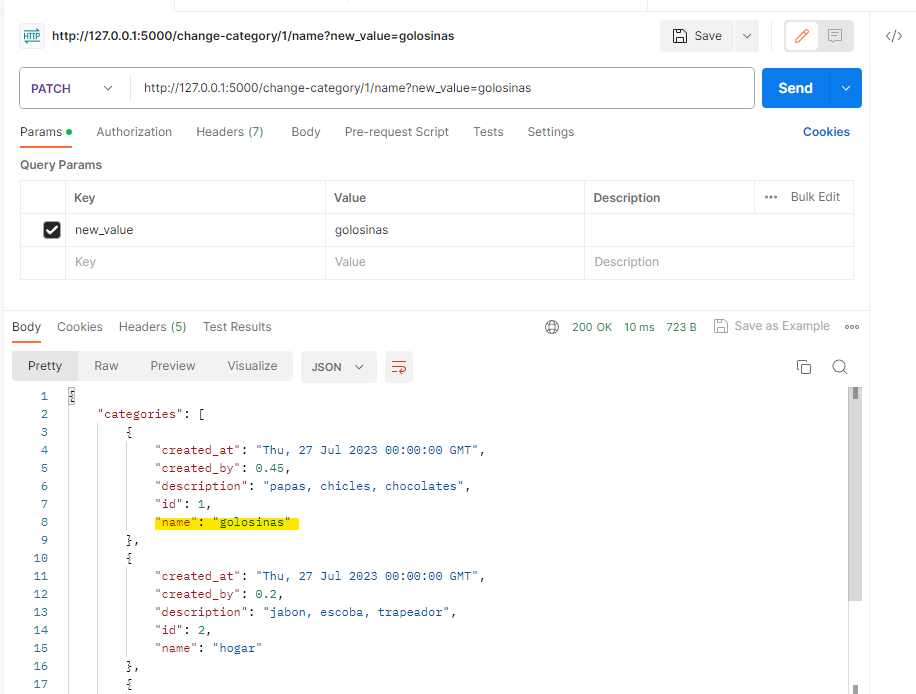 HTTP http://127.0.0.1:5000/change-category/1/name?new_value=golosinas Save </>
PATCH http://127.0.0.1:5000/change-category/1/name?new_value=golosinas Send
Params Authorization Headers (7) Body Pre-request Script Tests Settings Cookies
Query Params
Key Value Description ••• Bulk Edit
new_value golosinas
Key Value Description
Body Cookies Headers (5) Test Results 200 OK 10 ms 723 B Save as Example
Pretty Raw Preview Visualize JSON
1 {
2 "categories": [
3 {
4 "created_at": "Thu, 27 Jul 2023 00:00:00 GMT",
5 "created_by": 0.45,
6 "description": "papas, chicles, chocolates",
7 "id": 1,
8 "name": "golosinas"
9 },
10 {
11 "created_at": "Thu, 27 Jul 2023 00:00:00 GMT",
12 "created_by": 0.2,
13 "description": "jabon, escoba, trapeador",
14 "id": 2,
15 "name": "hogar"
16 },
17 {